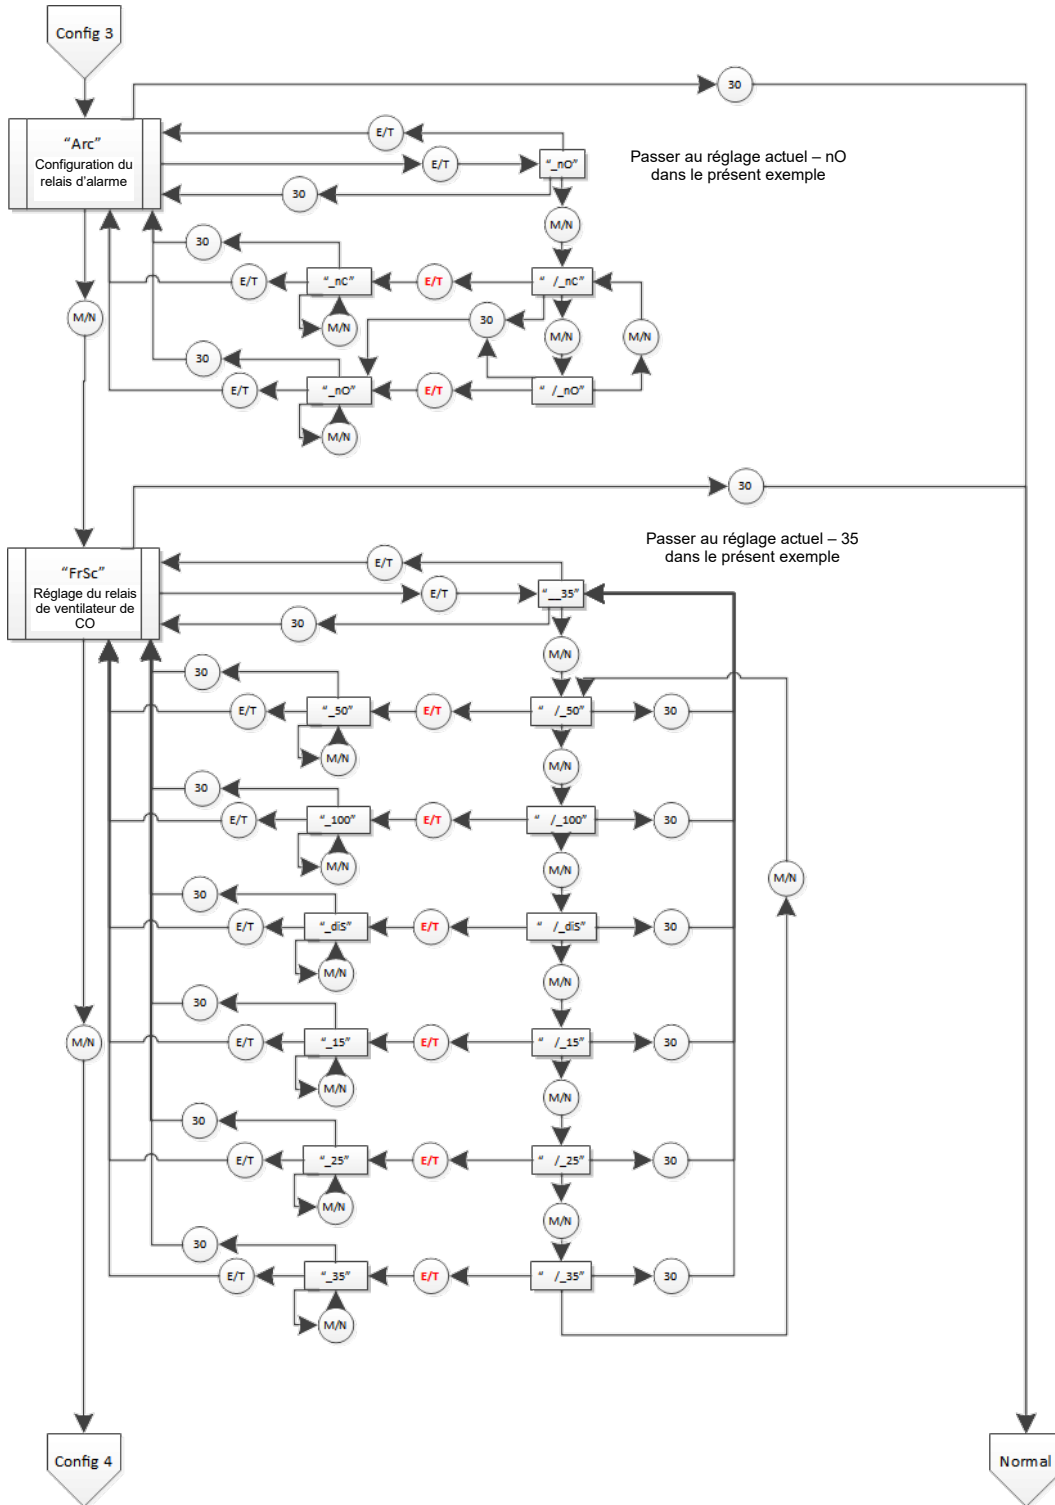 Config 3
30
"Arc"
Configuration du
relais d'alarme
E/T
E/T
"_nO"
Passer au réglage actuel – nO
dans le présent exemple
30
M/N
30
E/T
"_nC"
E/T
" /_nC"
M/N
M/N
30
M/N
M/N
30
E/T
"_nO"
E/T
" /_nO"
M/N
30
Passer au réglage actuel – 35
dans le présent exemple
"FrSc"
Réglage du relais
de ventilateur de
CO
E/T
E/T
"__35"
30
M/N
30
E/T
"_50"
E/T
" /_50"
30
M/N
M/N
30
E/T
"_100"
E/T
" /_100"
30
M/N
M/N
M/N
30
E/T
"_diS"
E/T
" /_diS"
30
M/N
M/N
30
M/N
E/T
"_15"
E/T
" /_15"
30
M/N
M/N
30
E/T
"_25"
E/T
" /_25"
30
M/N
M/N
30
E/T
"_35"
E/T
" /_35"
30
M/N
Config 4
Normal